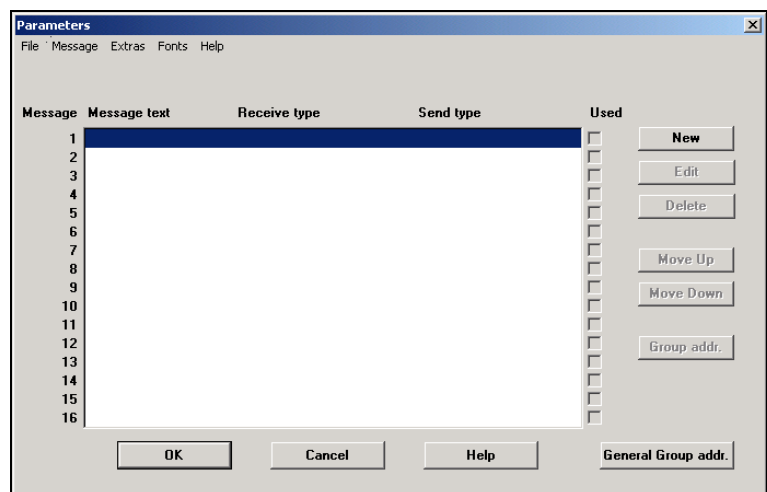 Parameters
File Message Extras Fonts Help
Message Message text Receive type Send type Used
1 New
2
3 Edit
4
5 Delete
6
7
8 Move Up
9
10 Move Down
11
12 Group addr.
13
14
15
16
OK Cancel Help General Group addr.